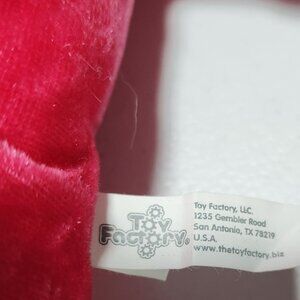 Toy
Factory®
Toy Factory, LLC.
1235 Gembler Road
San Antonio, TX 78219
U.S.A.
www.thetoyfactory.biz